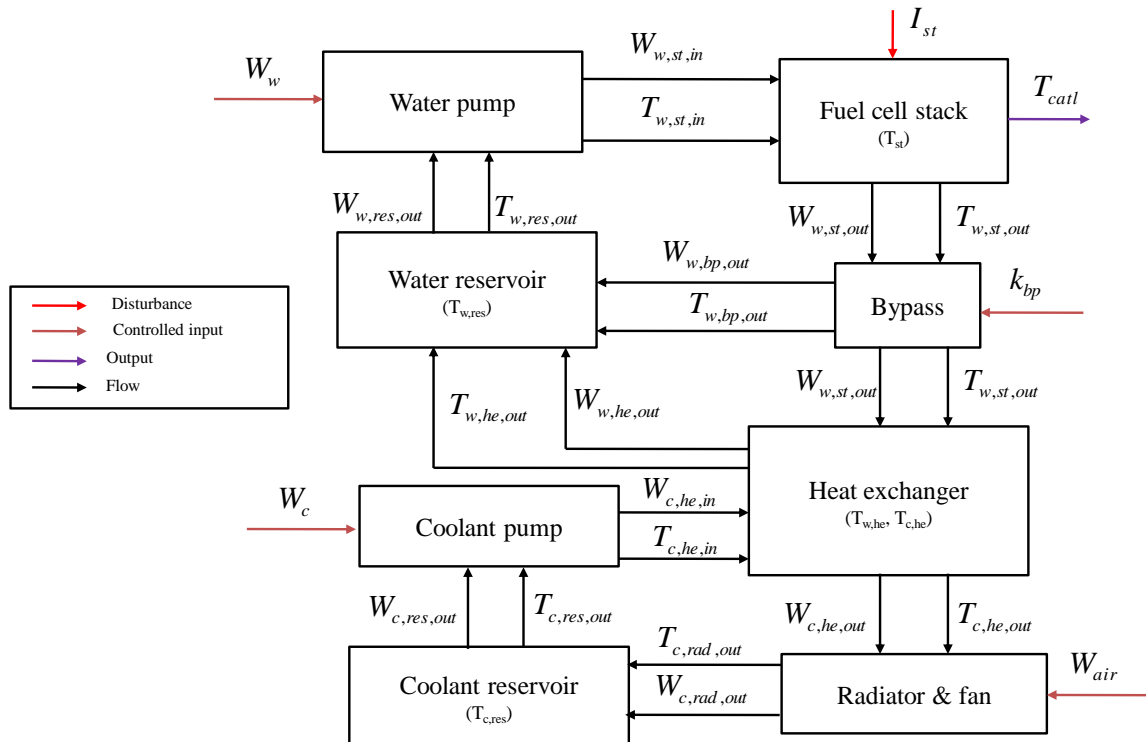 I_{st}
W_{w,st,in}
W_w
T_{catl}
Water pump
Fuel cell stack
(T_{st})
T_{w,st,in}
W_{w,res,out}
T_{w,res,out}
W_{w,st,out}
T_{w,st,out}
W_{w,bp,out}
Water reservoir
(T_{w,res})
k_{bp}
Bypass
T_{w,bp,out}
Disturbance
Controlled input
Output
Flow
W_{w,st,out}
T_{w,st,out}
T_{w,he,out}
W_{w,he,out}
W_{c,he,in}
Heat exchanger
(T_{w,he}, T_{c,he})
W_c
Coolant pump
T_{c,he,in}
W_{c,res,out}
T_{c,res,out}
W_{c,he,out}
T_{c,he,out}
T_{c,rad,out}
W_{air}
Coolant reservoir
(T_{c,res})
W_{c,rad,out}
Radiator & fan